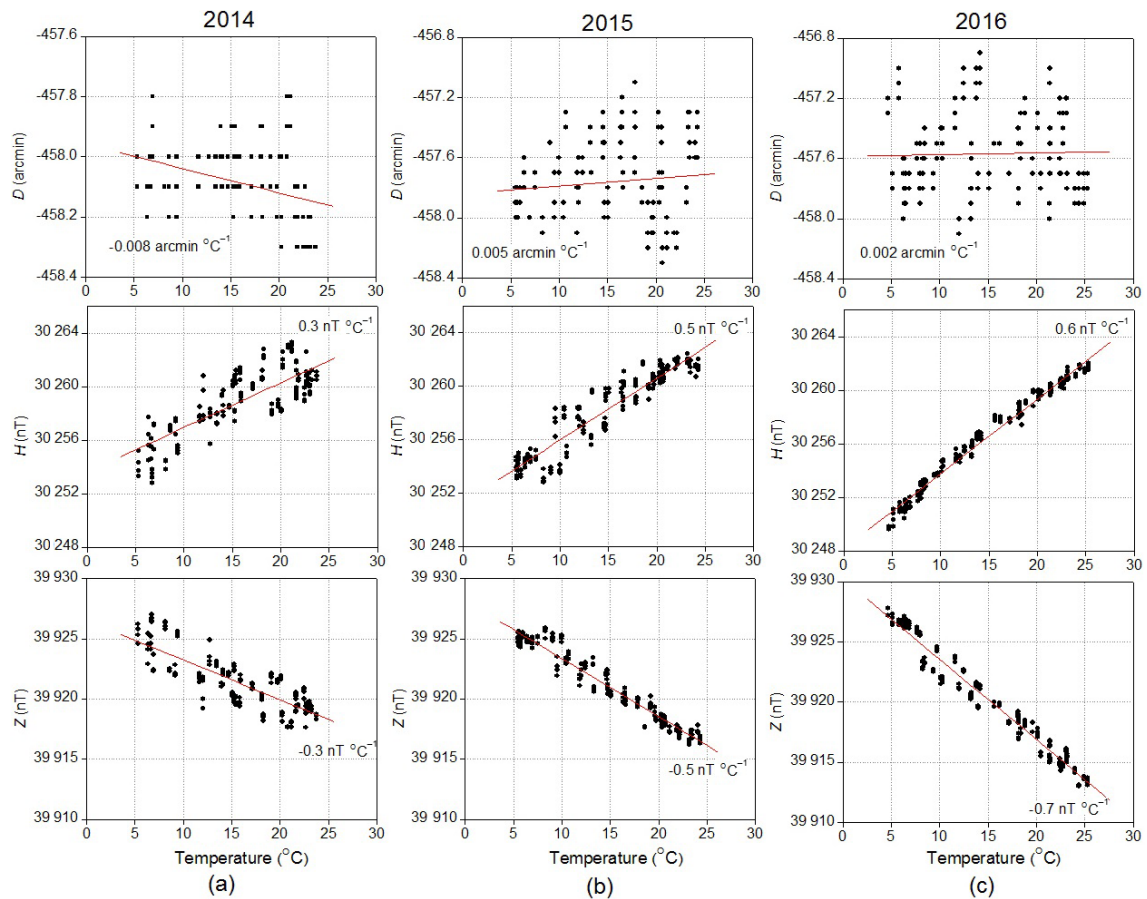 2014 2015 2016
-457.6 -457.8 -458.0 -458.2 -458.4
D (arcmin)
-0.008 arcmin °C⁻¹
0 5 10 15 20 25 30
-456.8 -457.2 -457.6 -458.0 -458.4
D (arcmin)
0.005 arcmin °C⁻¹
0 5 10 15 20 25 30
-456.8 -457.2 -457.6 -458.0 -458.4
D (arcmin)
0.002 arcmin °C⁻¹
0 5 10 15 20 25 30
30 264 30 260 30 256 30 252 30 248
H (nT)
0.3 nT °C⁻¹
0 5 10 15 20 25 30
30 264 30 260 30 256 30 252 30 248
H (nT)
0.5 nT °C⁻¹
0 5 10 15 20 25 30
30 264 30 260 30 256 30 252 30 248
H (nT)
0.6 nT °C⁻¹
0 5 10 15 20 25 30
39 930 39 925 39 920 39 915 39 910
Z (nT)
-0.3 nT °C⁻¹
0 5 10 15 20 25 30
Temperature (°C)
(a)
39 930 39 925 39 920 39 915 39 910
Z (nT)
-0.5 nT °C⁻¹
0 5 10 15 20 25 30
Temperature (°C)
(b)
39 930 39 925 39 920 39 915 39 910
Z (nT)
-0.7 nT °C⁻¹
0 5 10 15 20 25 30
Temperature (°C)
(c)